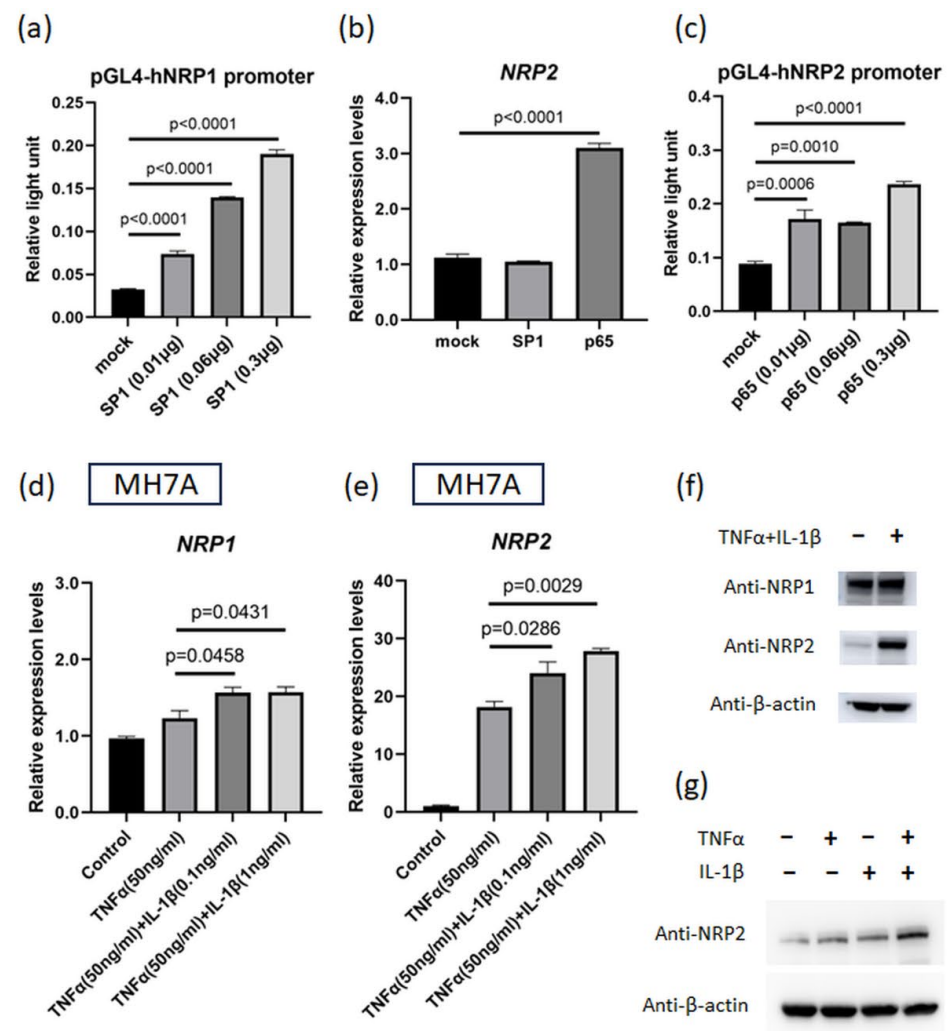 (a)
pGL4-hNRP1 promoter
Relative light unit
0.25
0.20
0.15
0.10
0.05
0.00
p<0.0001
p<0.0001
p<0.0001
mock
SP1 (0.01μg)
SP1 (0.06μg)
SP1 (0.3μg)
(b)
NRP2
Relative expression levels
4.0
3.0
2.0
1.0
0.0
p<0.0001
mock SP1 p65
(c)
pGL4-hNRP2 promoter
Relative light unit
0.4
0.3
0.2
0.1
0.0
p<0.0001
p=0.0010
p=0.0006
mock
p65 (0.01μg)
p65 (0.06μg)
p65 (0.3μg)
(d) MH7A
NRP1
Relative expression levels
3.0
2.0
1.0
0.0
p=0.0431
p=0.0458
Control
TNFα(50ng/ml)
TNFα(50ng/ml)+IL-1β(0.1ng/ml)
TNFα(50ng/ml)+IL-1β(1ng/ml)
(e) MH7A
NRP2
Relative expression levels
40
30
20
10
0
p=0.0029
p=0.0286
Control
TNFα(50ng/ml)
TNFα(50ng/ml)+IL-1β(0.1ng/ml)
TNFα(50ng/ml)+IL-1β(1ng/ml)
(f)
TNFα+IL-1β − +
Anti-NRP1
Anti-NRP2
Anti-β-actin
(g)
TNFα − + − +
IL-1β − − + +
Anti-NRP2
Anti-β-actin